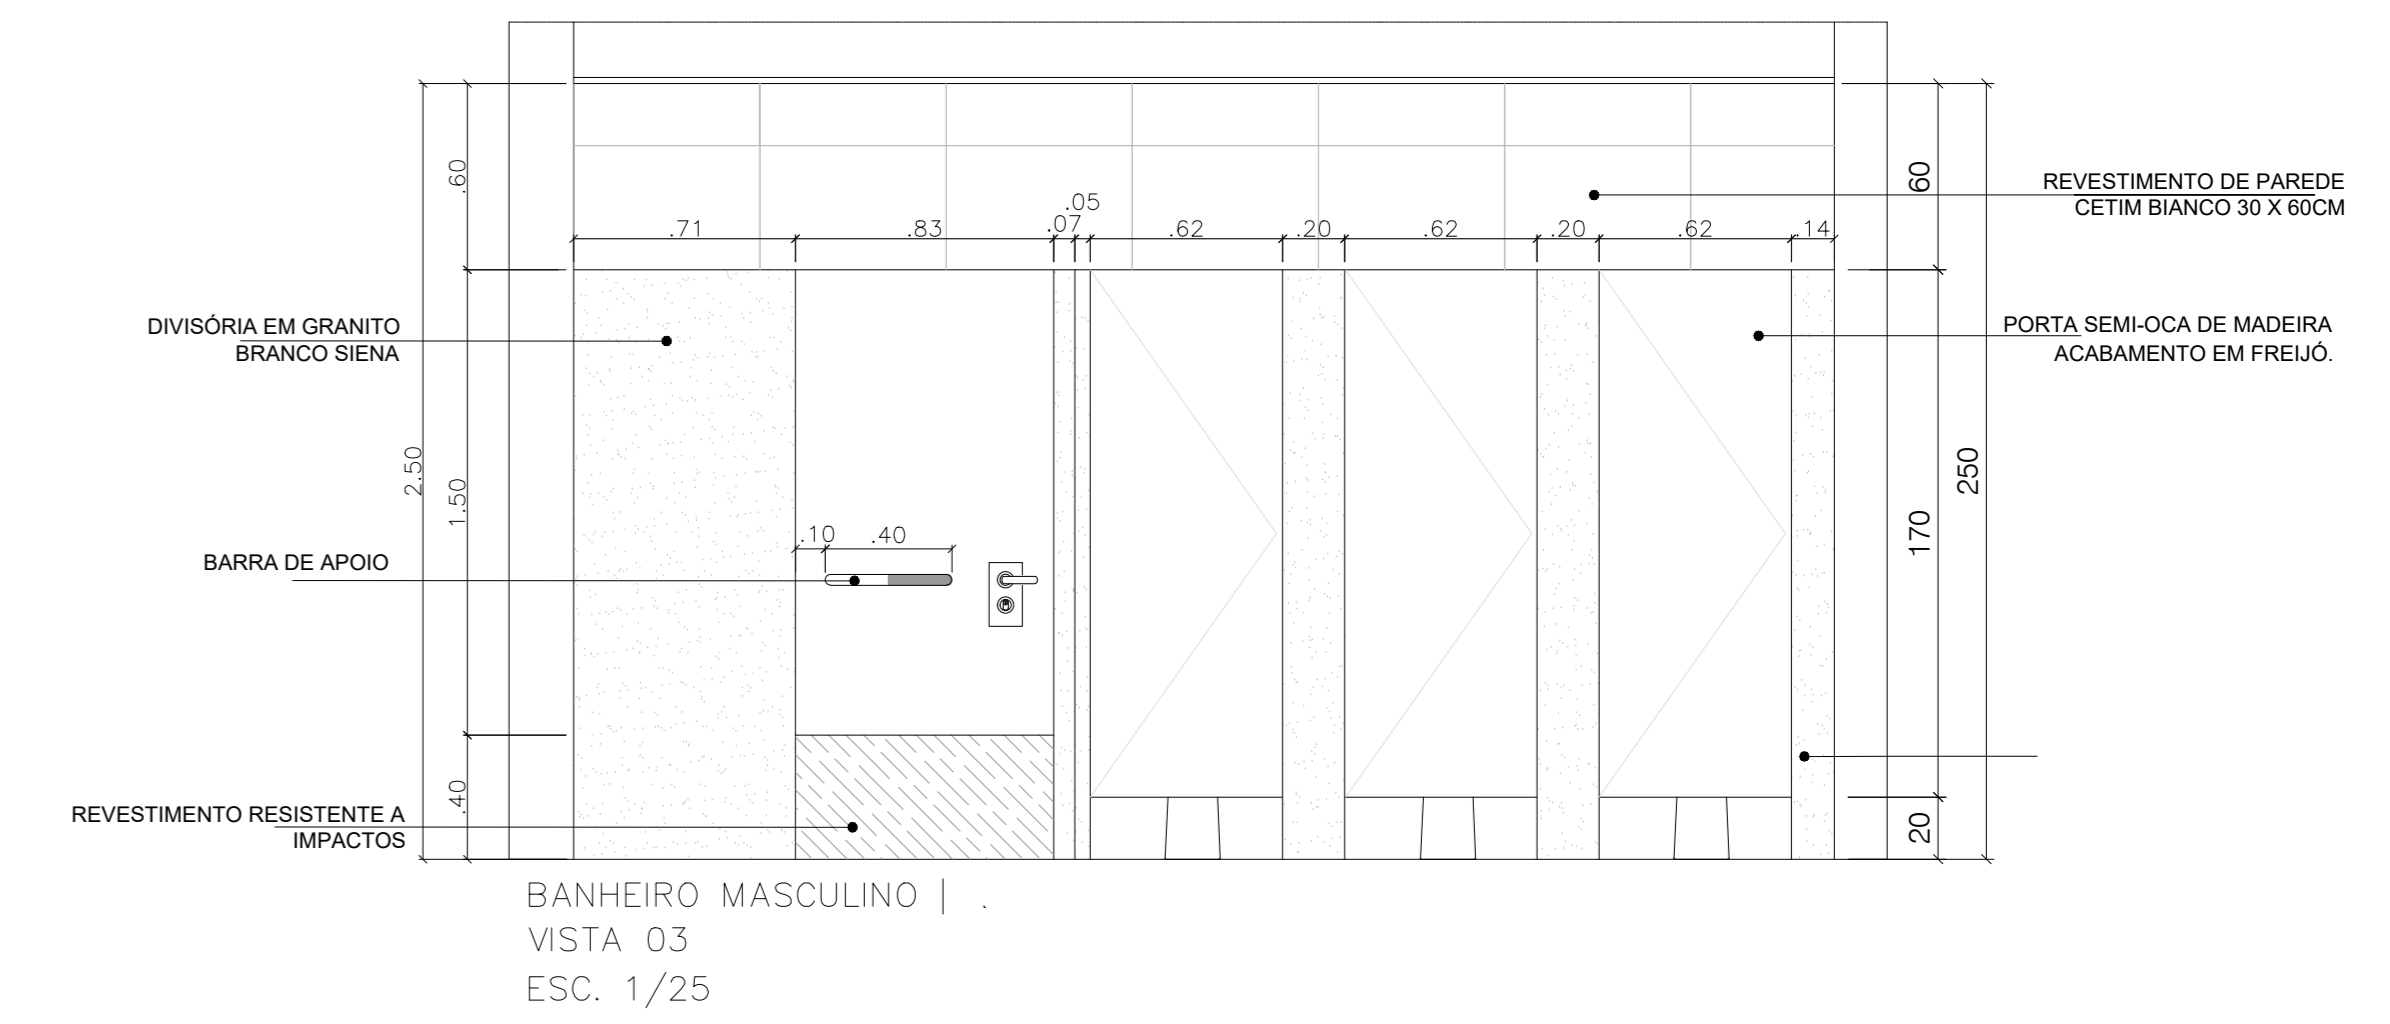 .60
2.50
1.50
.40
.71
.83
.07
.05
.62
.20
.62
.20
.62
.14
.10
.40
60
170
250
20
REVESTIMENTO DE PAREDE
CETIM BIANCO 30 X 60CM
DIVISÓRIA EM GRANITO
BRANCO SIENA
PORTA SEMI-OCA DE MADEIRA
ACABAMENTO EM FREIJÓ.
BARRA DE APOIO
REVESTIMENTO RESISTENTE A
IMPACTOS
BANHEIRO MASCULINO | .
VISTA 03
ESC. 1/25